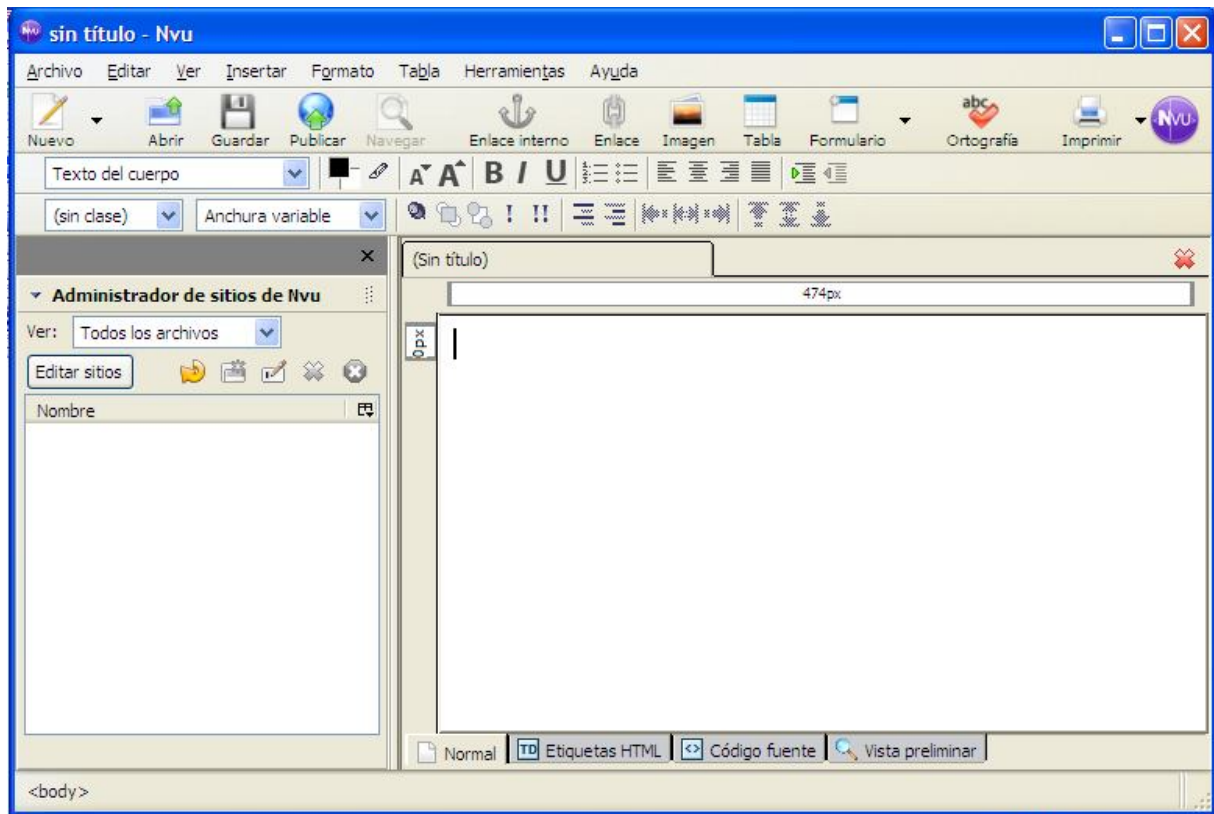 sin título - Nvu
Archivo Editar Ver Insertar Formato Tabla Herramientas Ayuda
Nuevo Abrir Guardar Publicar Navegar Enlace interno Enlace Imagen Tabla Formulario Ortografía Imprimir
Texto del cuerpo
(sin clase) Anchura variable
(Sin título)
474px
Administrador de sitios de Nvu
Ver: Todos los archivos
0px
Editar sitios
Nombre
Normal TD Etiquetas HTML Código fuente Vista preliminar
<body>